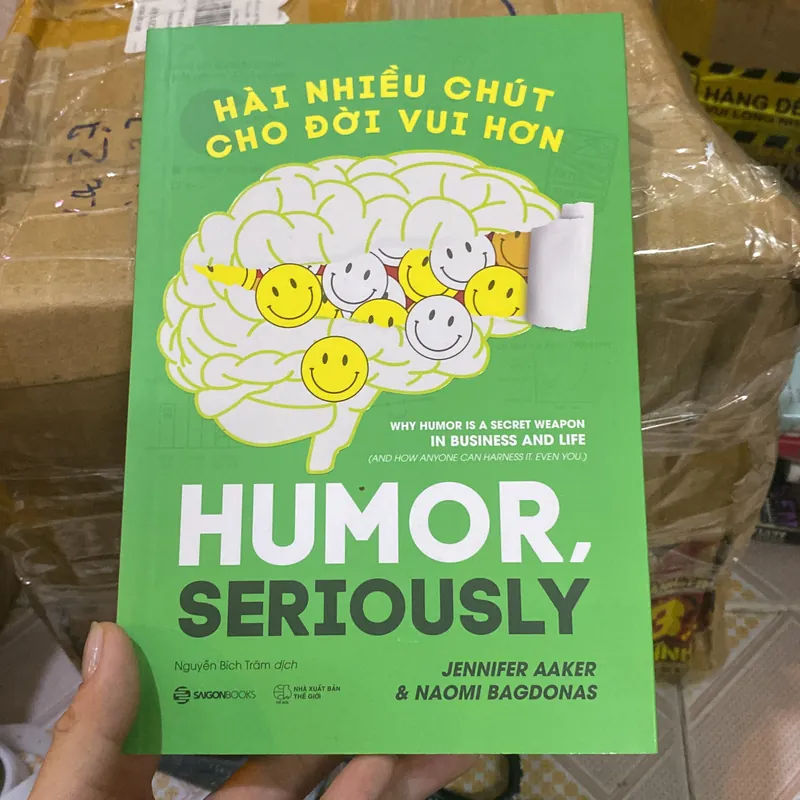 HÀI NHIỀU CHÚT
CHO ĐỜI VUI HƠN
WHY HUMOR IS A SECRET WEAPON
IN BUSINESS AND LIFE
(AND HOW ANYONE CAN HARNESS IT. EVEN YOU.)
HUMOR,
SERIOUSLY
Nguyễn Bích Trâm dịch
JENNIFER AAKER
& NAOMI BAGDONAS
SAIGONBOOKS
NHÀ XUẤT BẢN
THẾ GIỚI
HÀNG DỄ